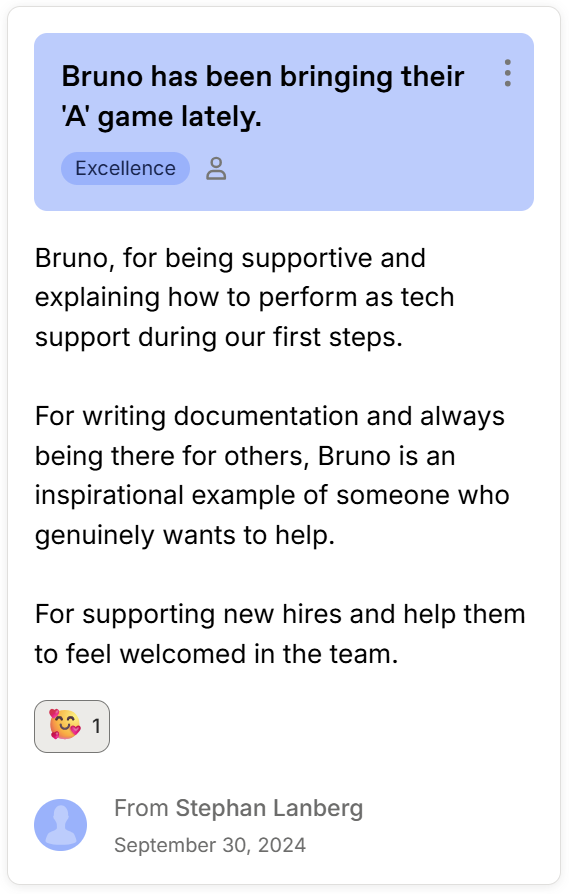 Bruno has been bringing their
'A' game lately.
Excellence
Bruno, for being supportive and
explaining how to perform as tech
support during our first steps.
For writing documentation and always
being there for others, Bruno is an
inspirational example of someone who
genuinely wants to help.
For supporting new hires and help them
to feel welcomed in the team.
1
From Stephan Lanberg
September 30, 2024